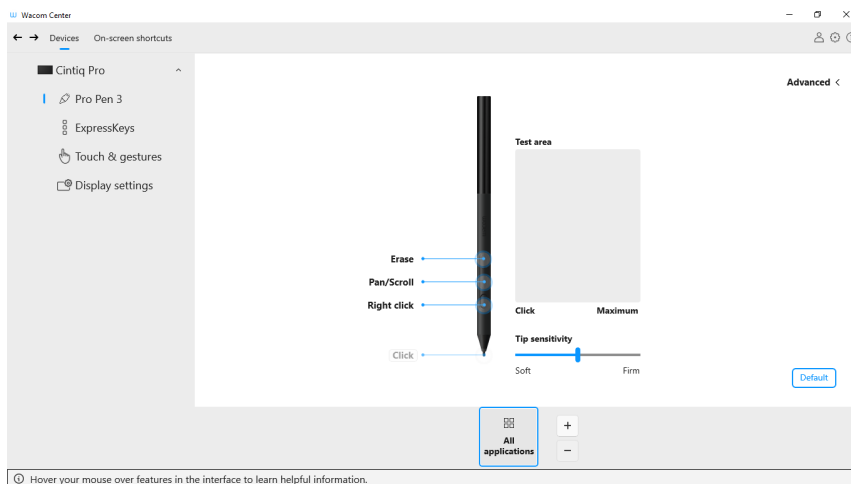 Wacom Center
Devices On-screen shortcuts
Cintiq Pro
Pro Pen 3
ExpressKeys
Touch & gestures
Display settings
Advanced
Test area
Erase
Pan/Scroll
Right click
Click Maximum
Tip sensitivity
Click
Soft Firm
Default
All
applications
Hover your mouse over features in the interface to learn helpful information.